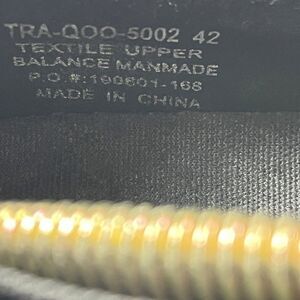 TRA-QOO-5002 42
TEXTILE UPPER
BALANCE MANMADE
P.O.#:190601-168
MADE IN CHINA